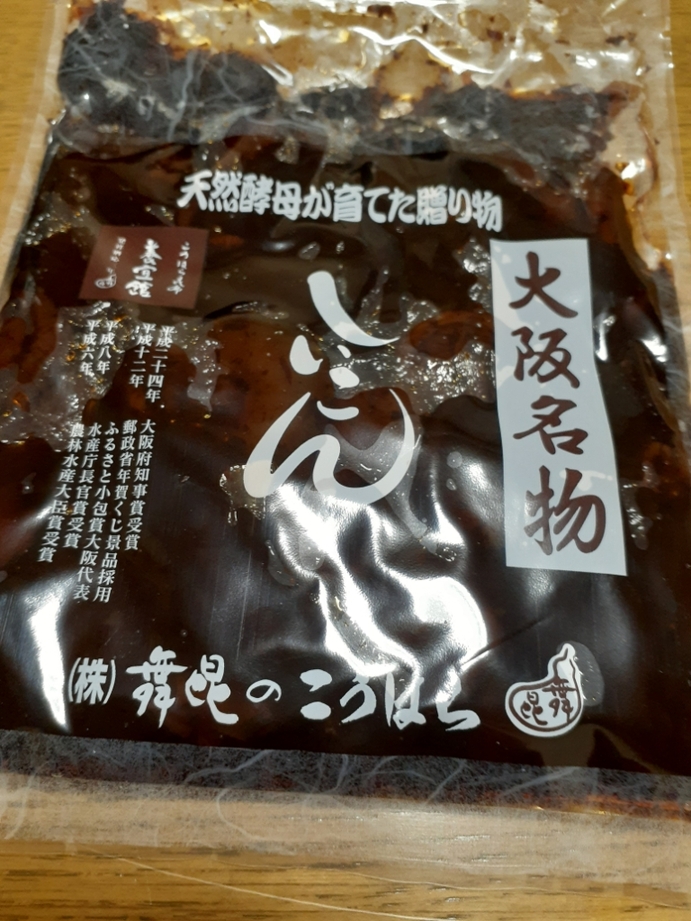 天然酵母が育てた贈り物
大阪名物
しいこん
平成二十四年
平成十二年
平成八年
平成六年
大阪府知事賞受賞
郵政省年賀くじ景品採用
ふるさと小包賞大阪代表
水産庁長官賞受賞
農林水産大臣賞受賞
(株)舞昆のこうはら
舞昆